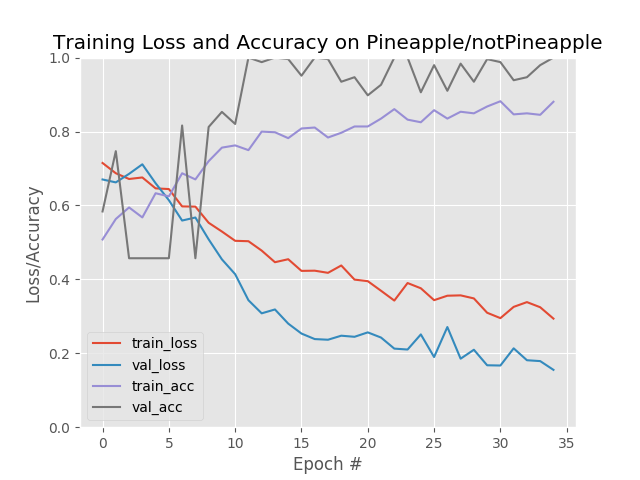 Training Loss and Accuracy on Pineapple/notPineapple
1.0
0.8
0.6
0.4
0.2
0.0
Loss/Accuracy
train_loss
val_loss
train_acc
val_acc
0 5 10 15 20 25 30 35
Epoch #